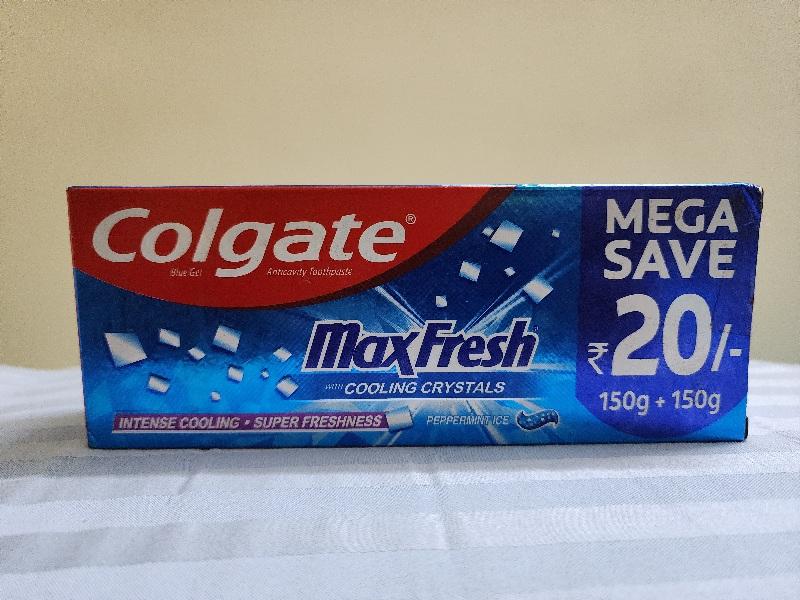 Colgate®
Blue Gel Anticavity Toothpaste
MaxFresh
with COOLING CRYSTALS
INTENSE COOLING • SUPER FRESHNESS
PEPPERMINT ICE
MEGA
SAVE
₹20/-
150g + 150g